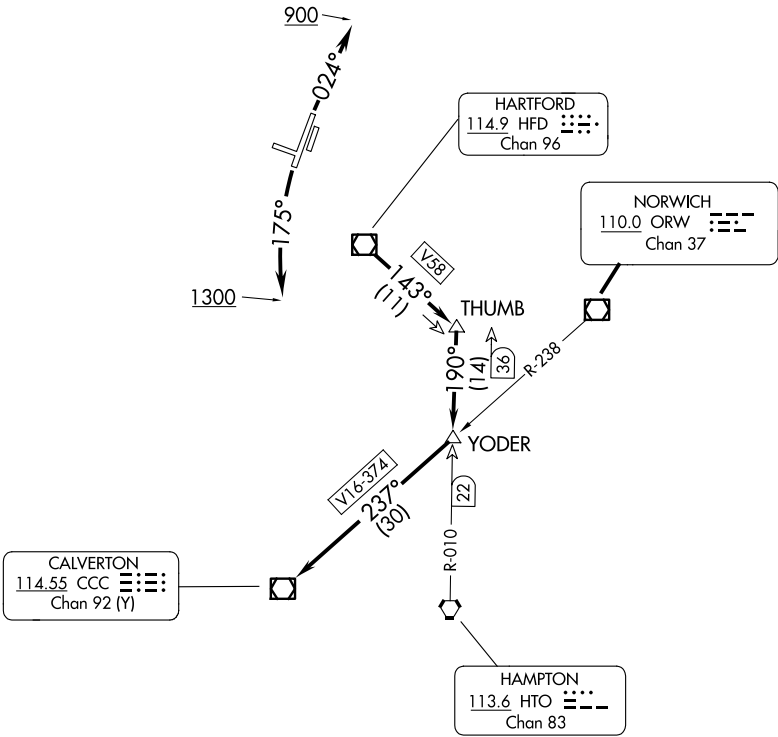 900
024°
HARTFORD
114.9 HFD
Chan 96
175°
NORWICH
110.0 ORW
Chan 37
V58
143°
(11)
1300
THUMB
190°
(14)
36
R-238
YODER
V16-374
237°
(30)
22
R-010
CALVERTON
114.55 CCC
Chan 92 (Y)
HAMPTON
113.6 HTO
Chan 83